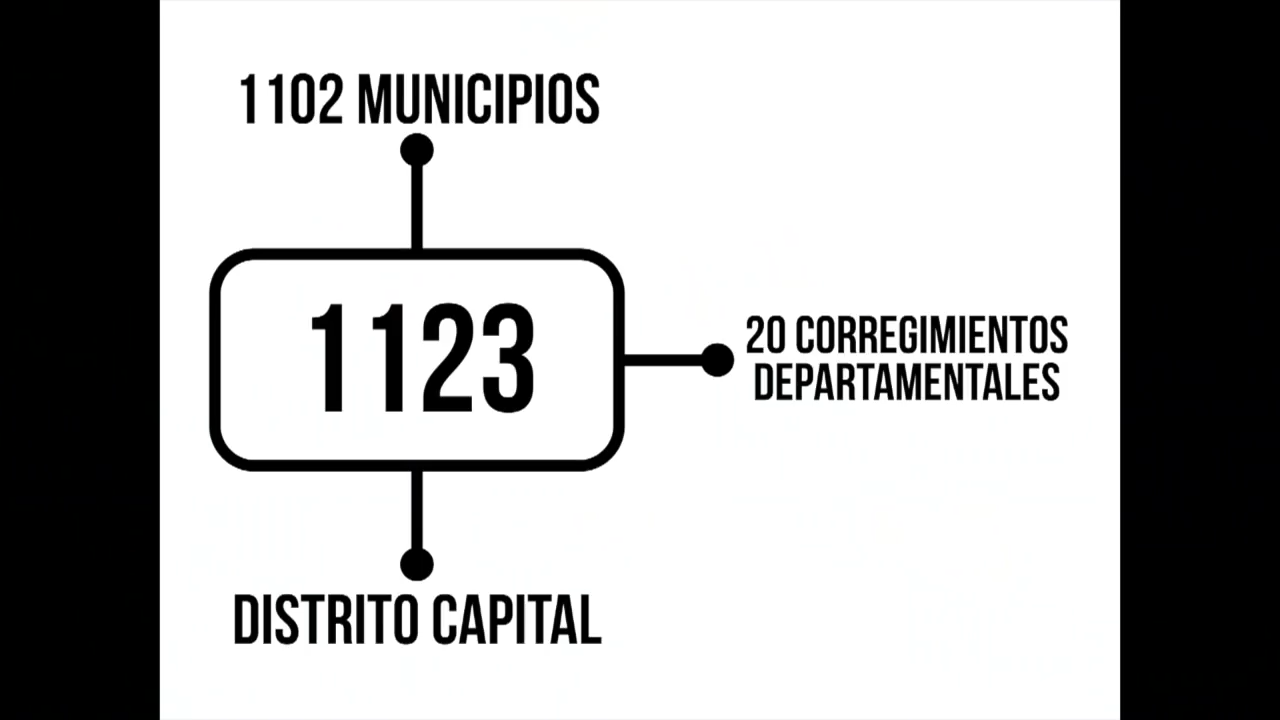 1102 MUNICIPIOS
1123
20 CORREGIMIENTOS
DEPARTAMENTALES
DISTRITO CAPITAL